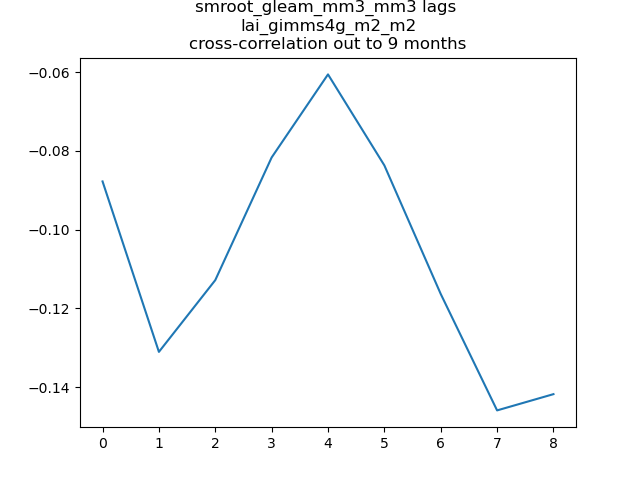 smroot_gleam_mm3_mm3 lags
lai_gimms4g_m2_m2
cross-correlation out to 9 months
−0.06
−0.08
−0.10
−0.12
−0.14
0 1 2 3 4 5 6 7 8